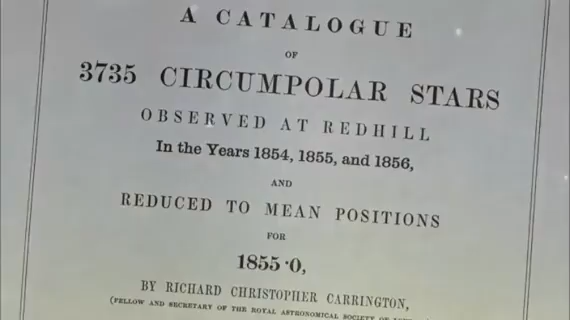 A CATALOGUE
OF
3735 CIRCUMPOLAR STARS
OBSERVED AT REDHILL
In the Years 1854, 1855, and 1856,
AND
REDUCED TO MEAN POSITIONS
FOR
1855·0,
BY RICHARD CHRISTOPHER CARRINGTON,
(FELLOW AND SECRETARY OF THE ROYAL ASTRONOMICAL SOCIETY OF